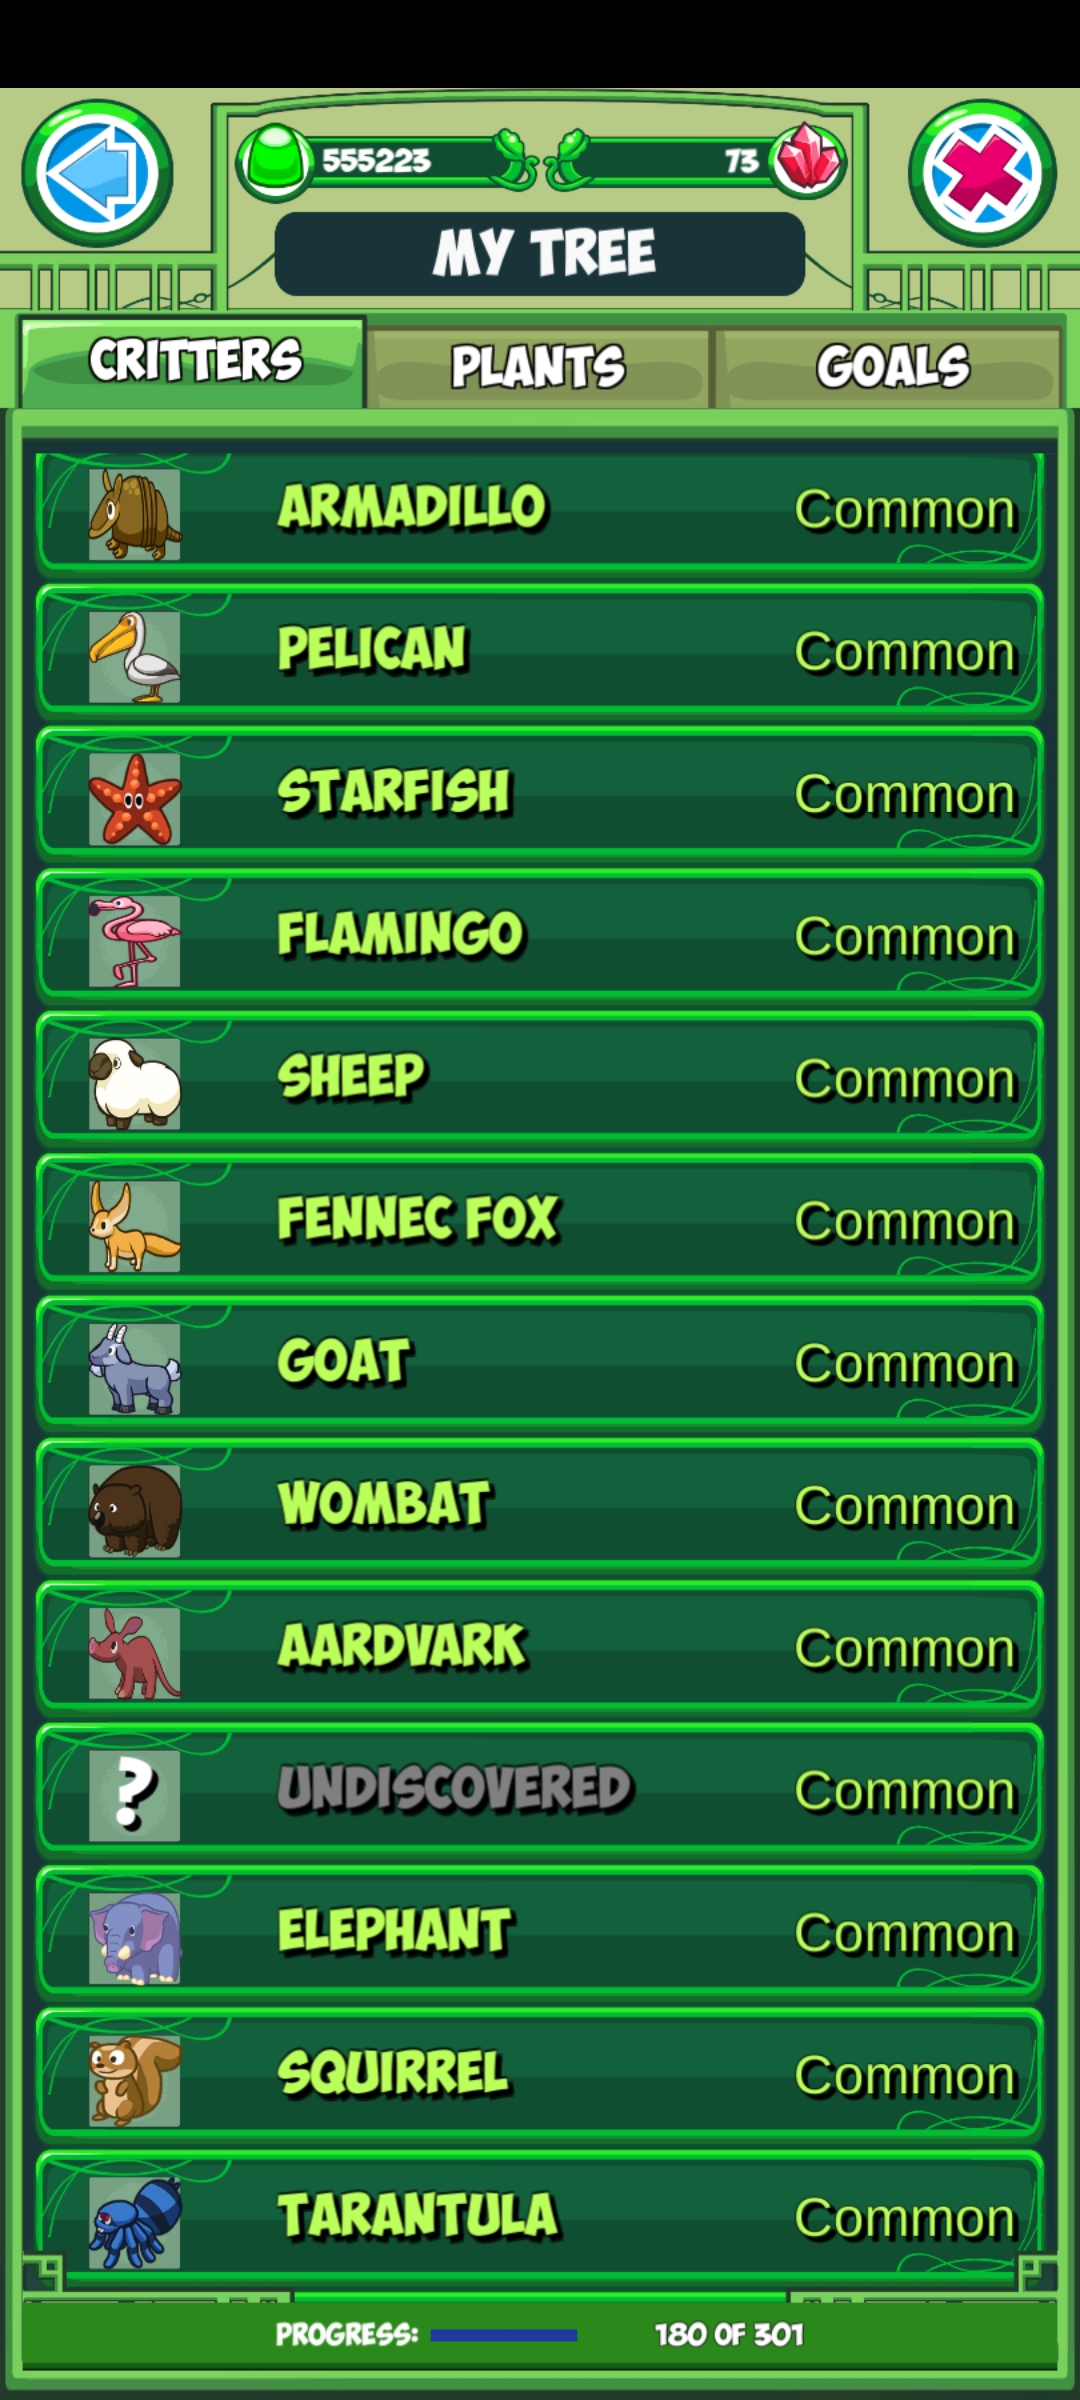 555223
73
MY TREE
CRITTERS
PLANTS
GOALS
ARMADILLO Common
PELICAN Common
STARFISH Common
FLAMINGO Common
SHEEP Common
FENNEC FOX Common
GOAT Common
WOMBAT Common
AARDVARK Common
? UNDISCOVERED Common
ELEPHANT Common
SQUIRREL Common
TARANTULA Common
PROGRESS: 180 OF 301